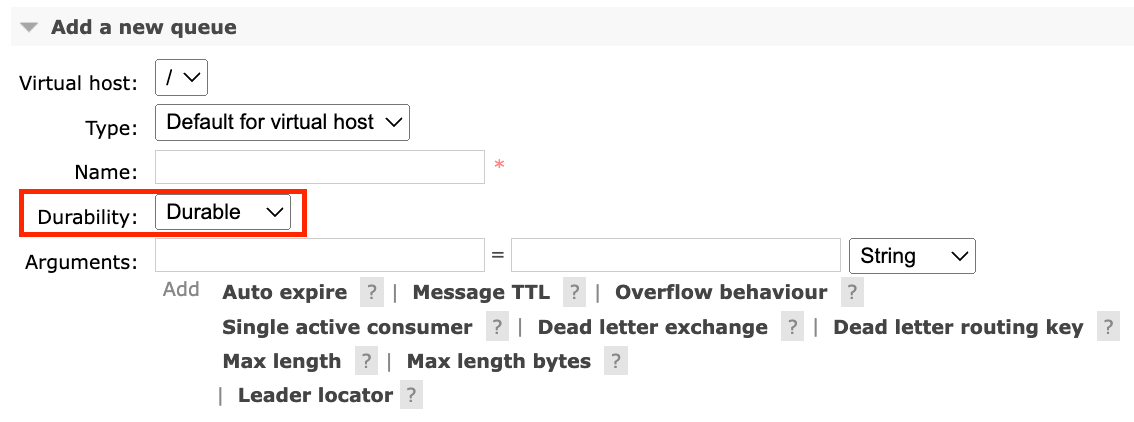 Add a new queue
Virtual host: /
Type: Default for virtual host
Name: *
Durability: Durable
Arguments: = String
Add Auto expire ? | Message TTL ? | Overflow behaviour ?
Single active consumer ? | Dead letter exchange ? | Dead letter routing key ?
Max length ? | Max length bytes ?
| Leader locator ?